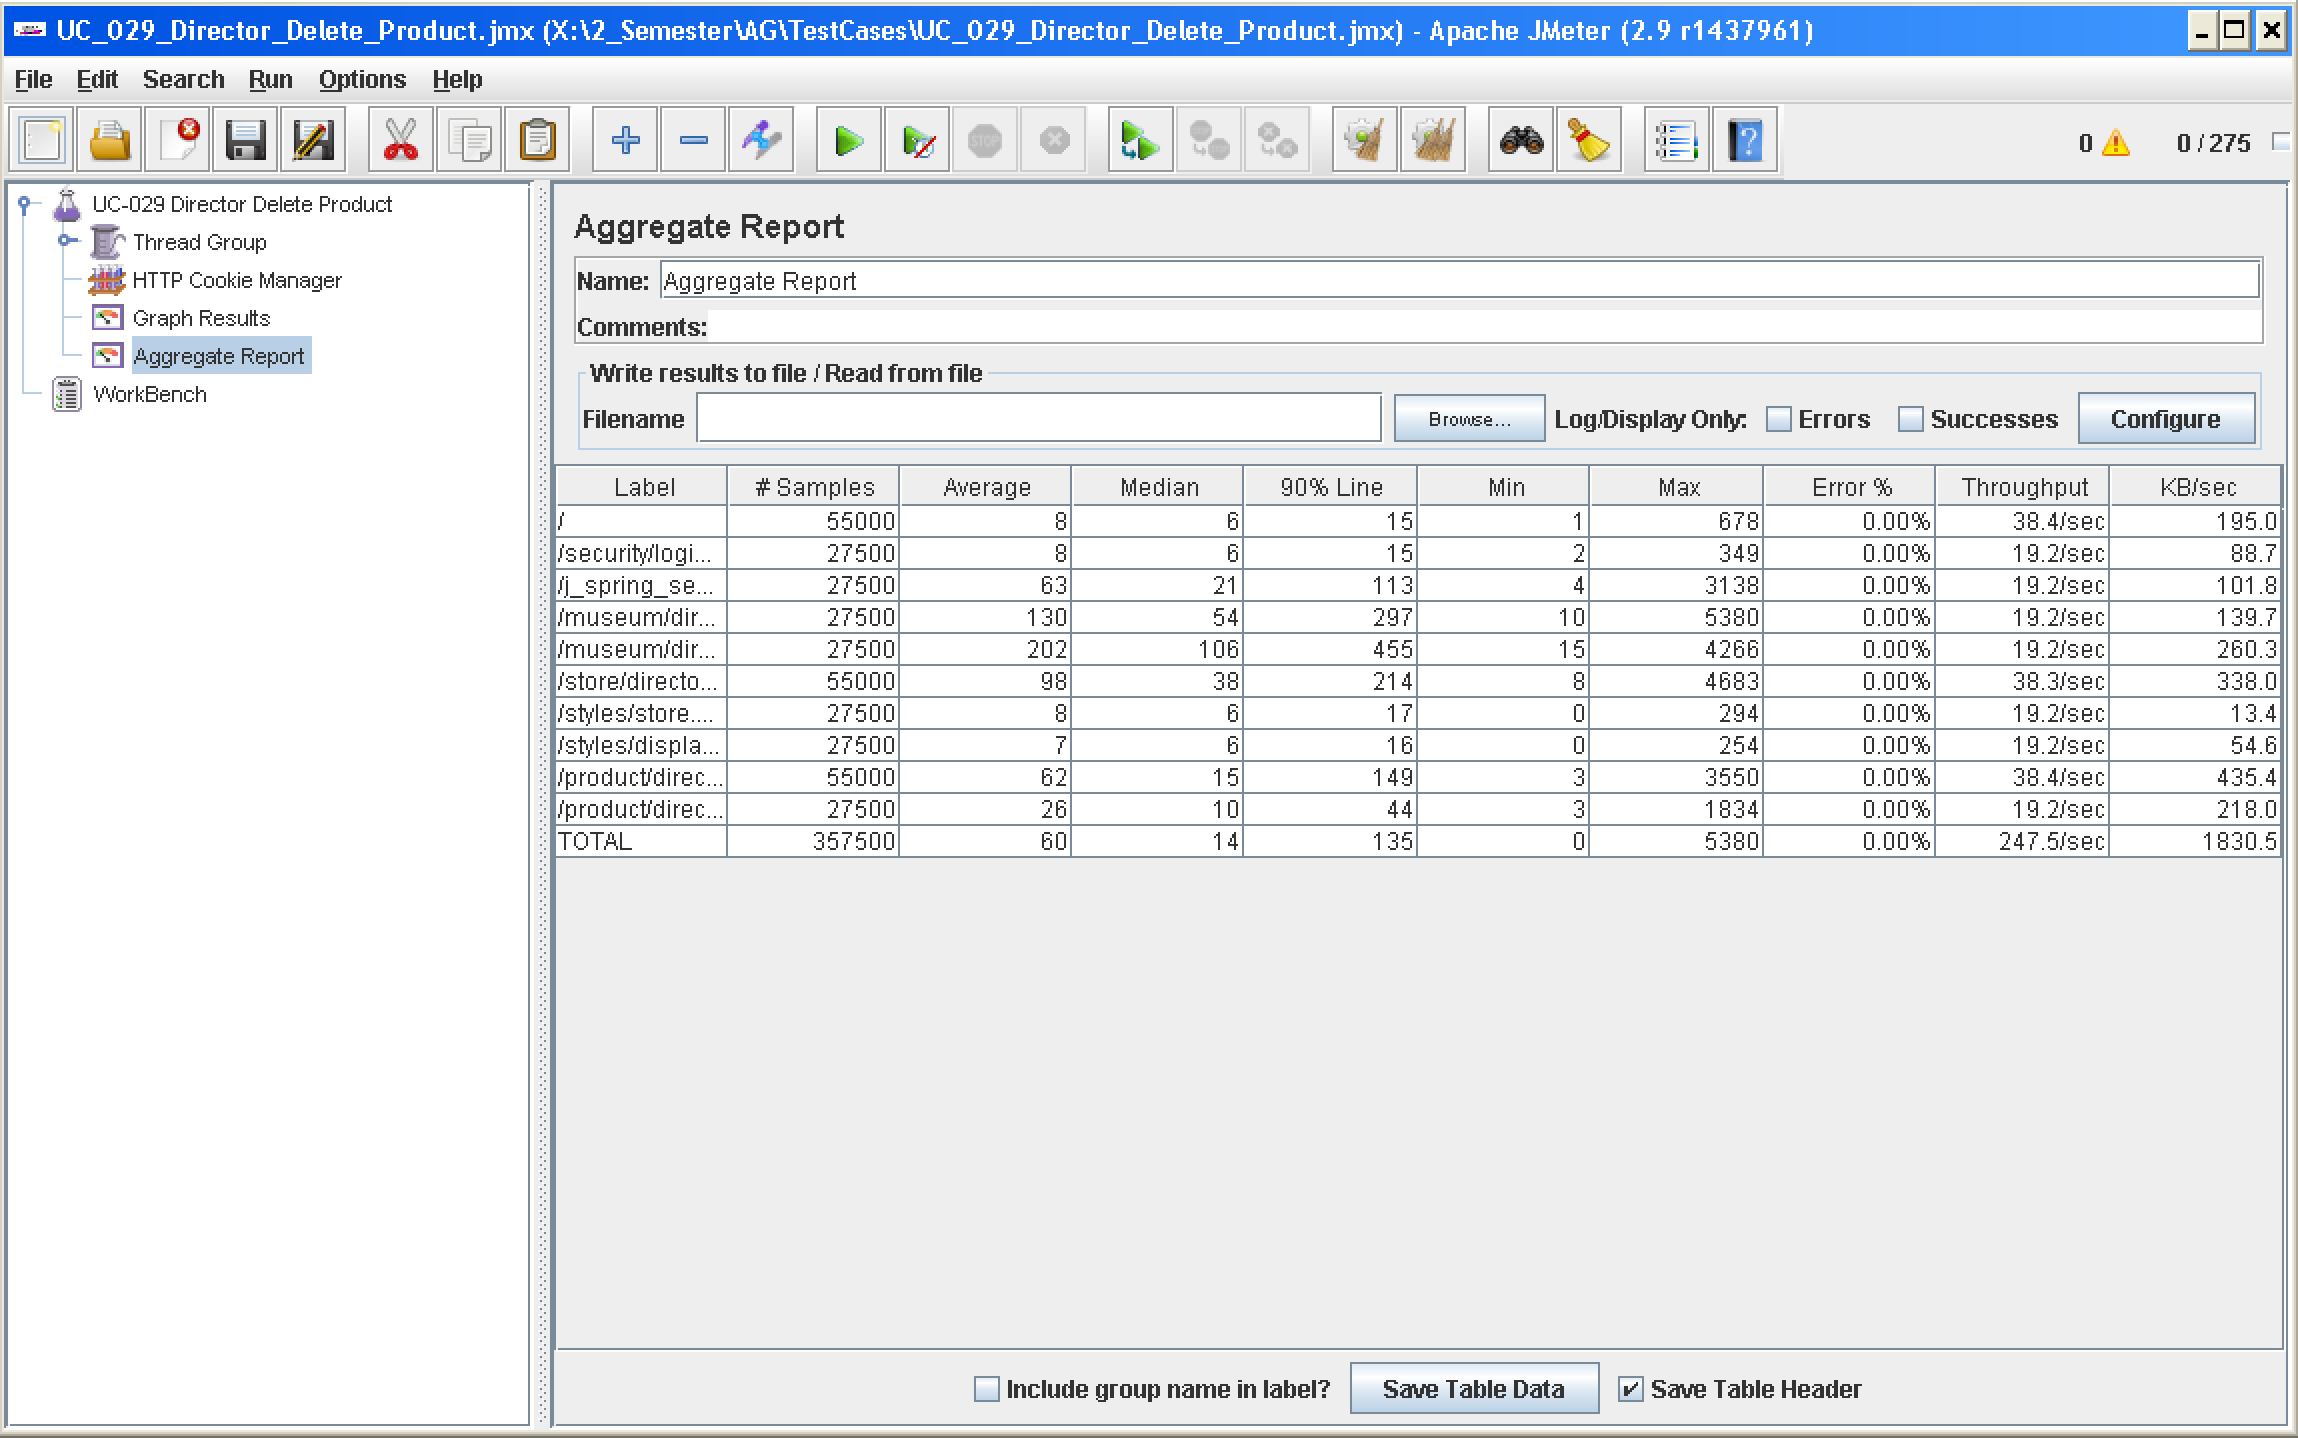 UC_029_Director_Delete_Product.jmx (X:\2_Semester\AG\TestCases\UC_029_Director_Delete_Product.jmx) - Apache JMeter (2.9 r1437961)
File Edit Search Run Options Help
STOP 0 0 / 275
UC-029 Director Delete Product
Thread Group
HTTP Cookie Manager
Graph Results
Aggregate Report
WorkBench
Aggregate Report
Name: Aggregate Report
Comments:
Write results to file / Read from file
Filename Browse... Log/Display Only: Errors Successes Configure
Label # Samples Average Median 90% Line Min Max Error % Throughput KB/sec
/ 55000 8 6 15 1 678 0.00% 38.4/sec 195.0
/security/logi... 27500 8 6 15 2 349 0.00% 19.2/sec 88.7
/j_spring_se... 27500 63 21 113 4 3138 0.00% 19.2/sec 101.8
/museum/dir... 27500 130 54 297 10 5380 0.00% 19.2/sec 139.7
/museum/dir... 27500 202 106 455 15 4266 0.00% 19.2/sec 260.3
/store/directo... 55000 98 38 214 8 4683 0.00% 38.3/sec 338.0
/styles/store.... 27500 8 6 17 0 294 0.00% 19.2/sec 13.4
/styles/displa... 27500 7 6 16 0 254 0.00% 19.2/sec 54.6
/product/direc... 55000 62 15 149 3 3550 0.00% 38.4/sec 435.4
/product/direc... 27500 26 10 44 3 1834 0.00% 19.2/sec 218.0
TOTAL 357500 60 14 135 0 5380 0.00% 247.5/sec 1830.5
Include group name in label? Save Table Data Save Table Header